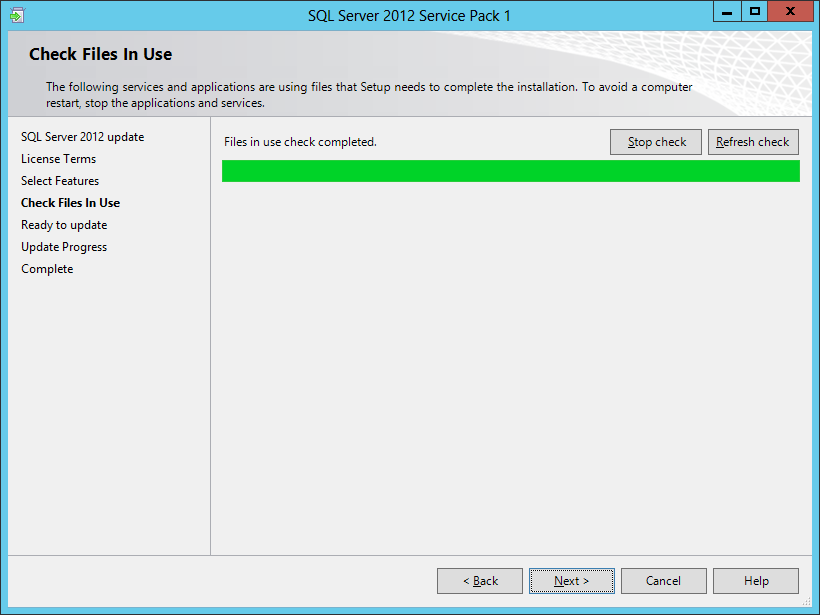 SQL Server 2012 Service Pack 1
Check Files In Use
The following services and applications are using files that Setup needs to complete the installation. To avoid a computer
restart, stop the applications and services.
SQL Server 2012 update
License Terms
Select Features
Check Files In Use
Ready to update
Update Progress
Complete
Files in use check completed.
Stop check
Refresh check
< Back
Next >
Cancel
Help